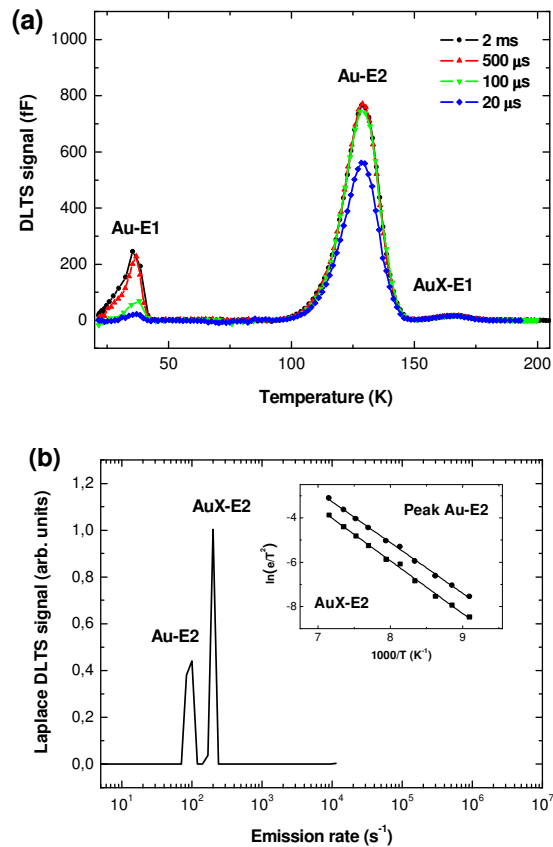 (a)
1000
800
600
400
200
0
DLTS signal (fF)
2 ms
500 µs
100 µs
20 µs
Au-E2
Au-E1
AuX-E1
50
100
150
200
Temperature (K)
(b)
1,2
1,0
0,8
0,6
0,4
0,2
0,0
Laplace DLTS signal (arb. units)
AuX-E2
Au-E2
Peak Au-E2
AuX-E2
-4
-6
-8
ln(e/T²)
7
8
9
1000/T (K⁻¹)
10¹
10²
10³
10⁴
10⁵
10⁶
10⁷
Emission rate (s⁻¹)